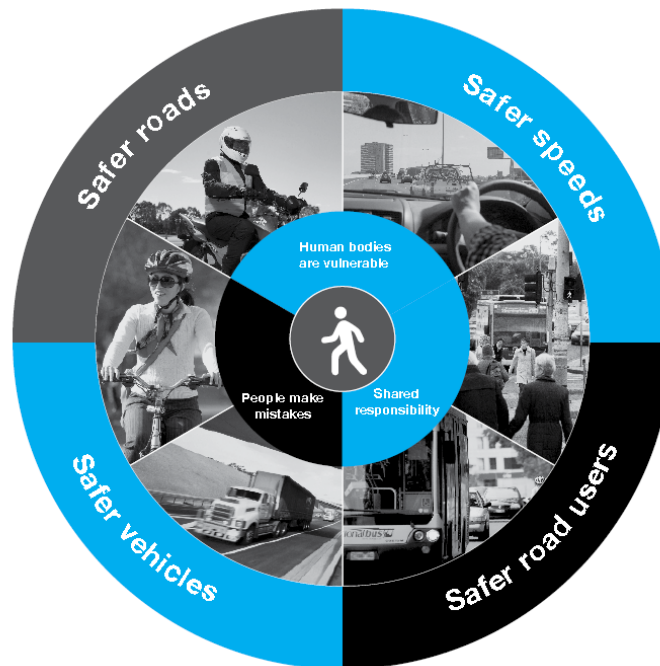 Safer roads
Safer speeds
Human bodies
are vulnerable
People make
mistakes
Shared
responsibility
Safer vehicles
Safer road users